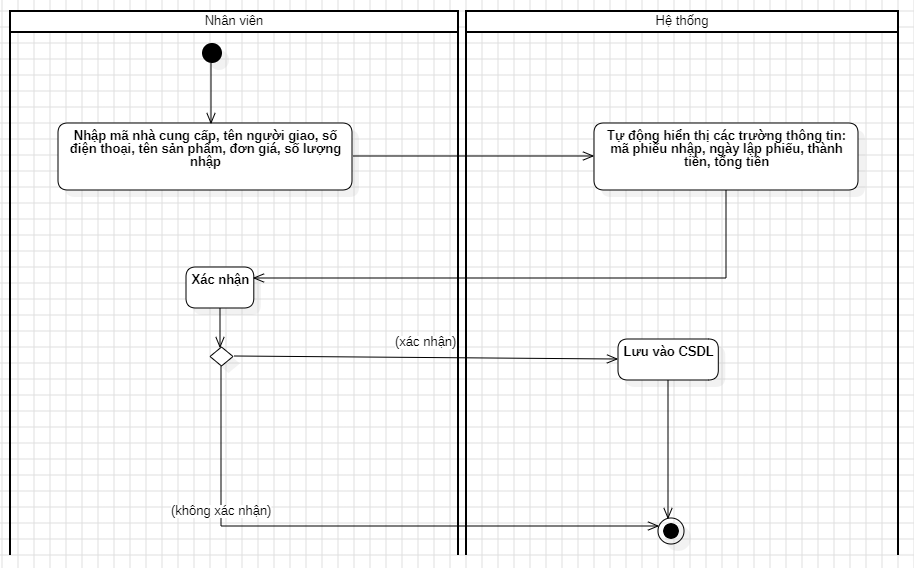 Nhân viên
Hệ thống
Nhập mã nhà cung cấp, tên người giao, số
điện thoại, tên sản phẩm, đơn giá, số lượng
nhập
Tự động hiển thị các trường thông tin:
mã phiếu nhập, ngày lập phiếu, thành
tiền, tổng tiền
Xác nhận
(xác nhận)
Lưu vào CSDL
(không xác nhận)